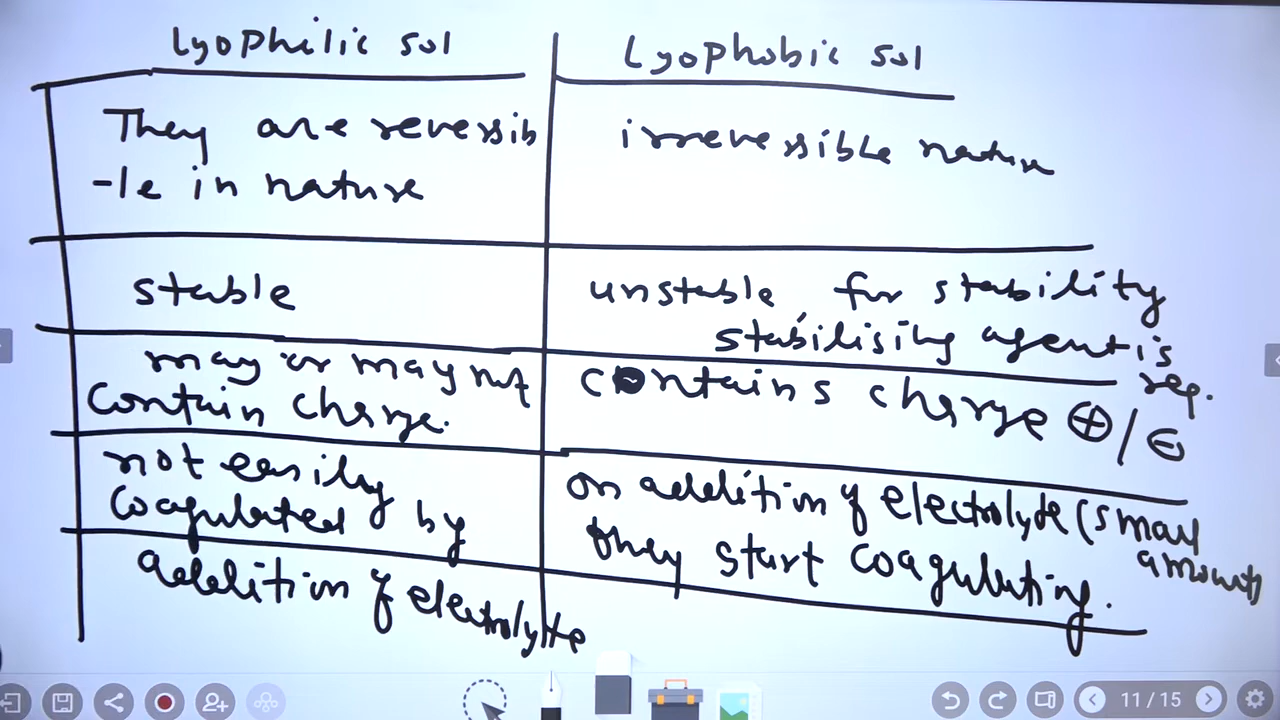 Lyophilic sol
Lyophobic sol
They are reversib
-le in nature
irreversible nature
stable
unstable, for stability
stabilising agent is
req.
may or may not
contain charge.
contains charge ⊕/⊖
not easily
coagulated by
addition of electrolyte
on addition of electrolyte (small
amount)
they start coagulating.
11/15